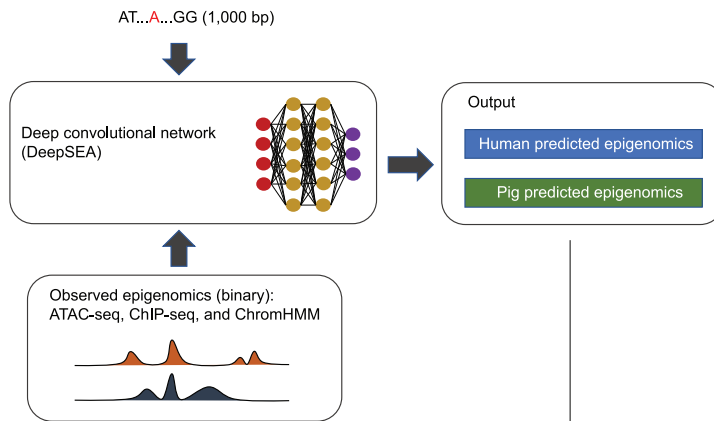 AT...A...GG (1,000 bp)
Deep convolutional network
(DeepSEA)
Output
Human predicted epigenomics
Pig predicted epigenomics
Observed epigenomics (binary):
ATAC-seq, ChIP-seq, and ChromHMM